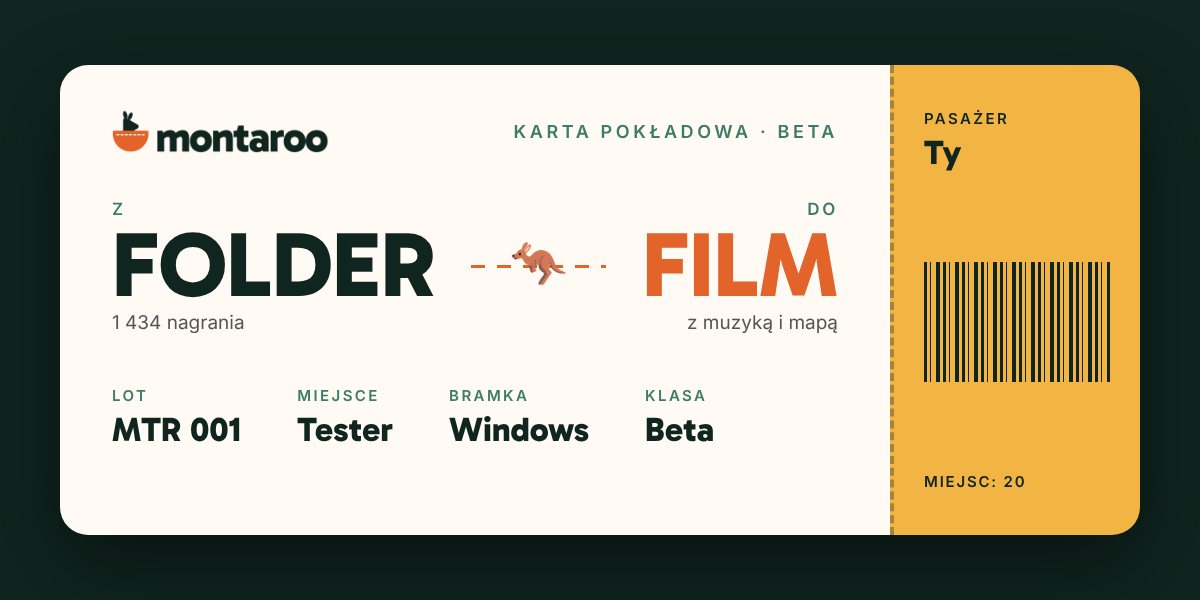 montaroo
KARTA POKŁADOWA · BETA
Z
DO
FOLDER
FILM
1 434 nagrania
z muzyką i mapą
LOT
MIEJSCE
BRAMKA
KLASA
MTR 001
Tester
Windows
Beta
PASAŻER
Ty
MIEJSC: 20